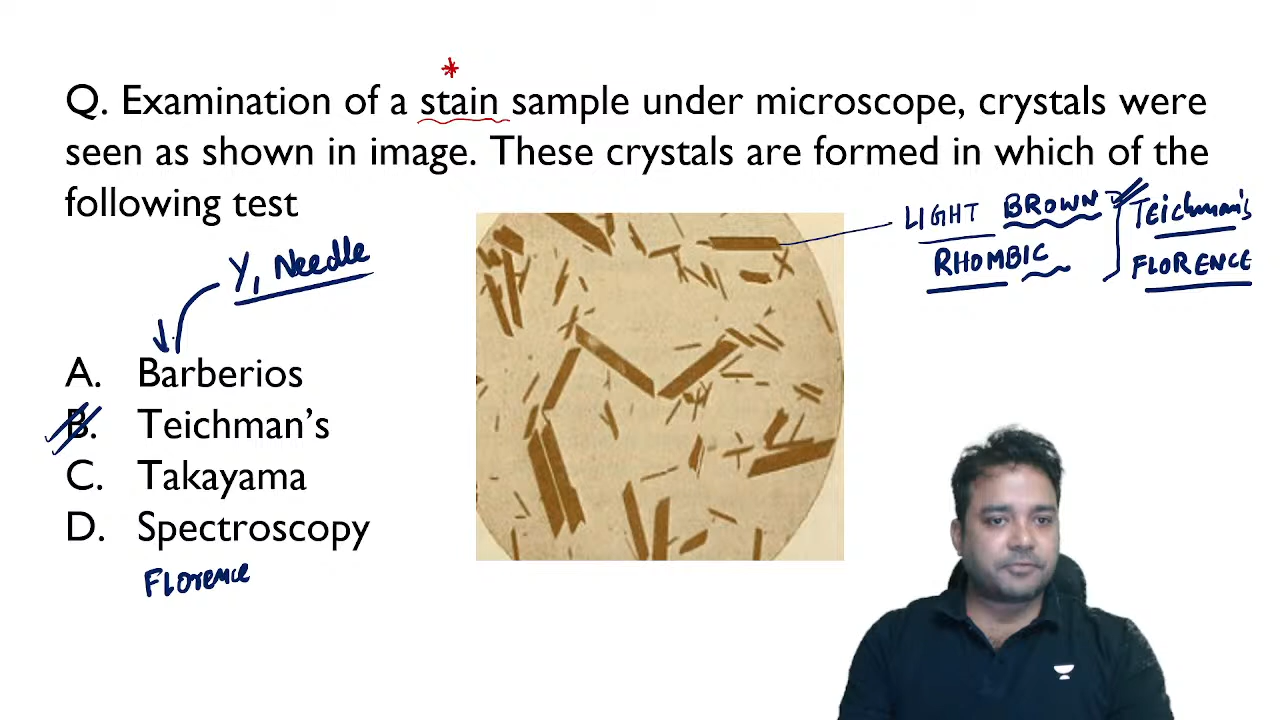 *
Q. Examination of a stain sample under microscope, crystals were
seen as shown in image. These crystals are formed in which of the
following test
LIGHT BROWN
RHOMBIC
Teichman's
FLORENCE
Y, Needle
A. Barberios
B. Teichman's
C. Takayama
D. Spectroscopy
Florence